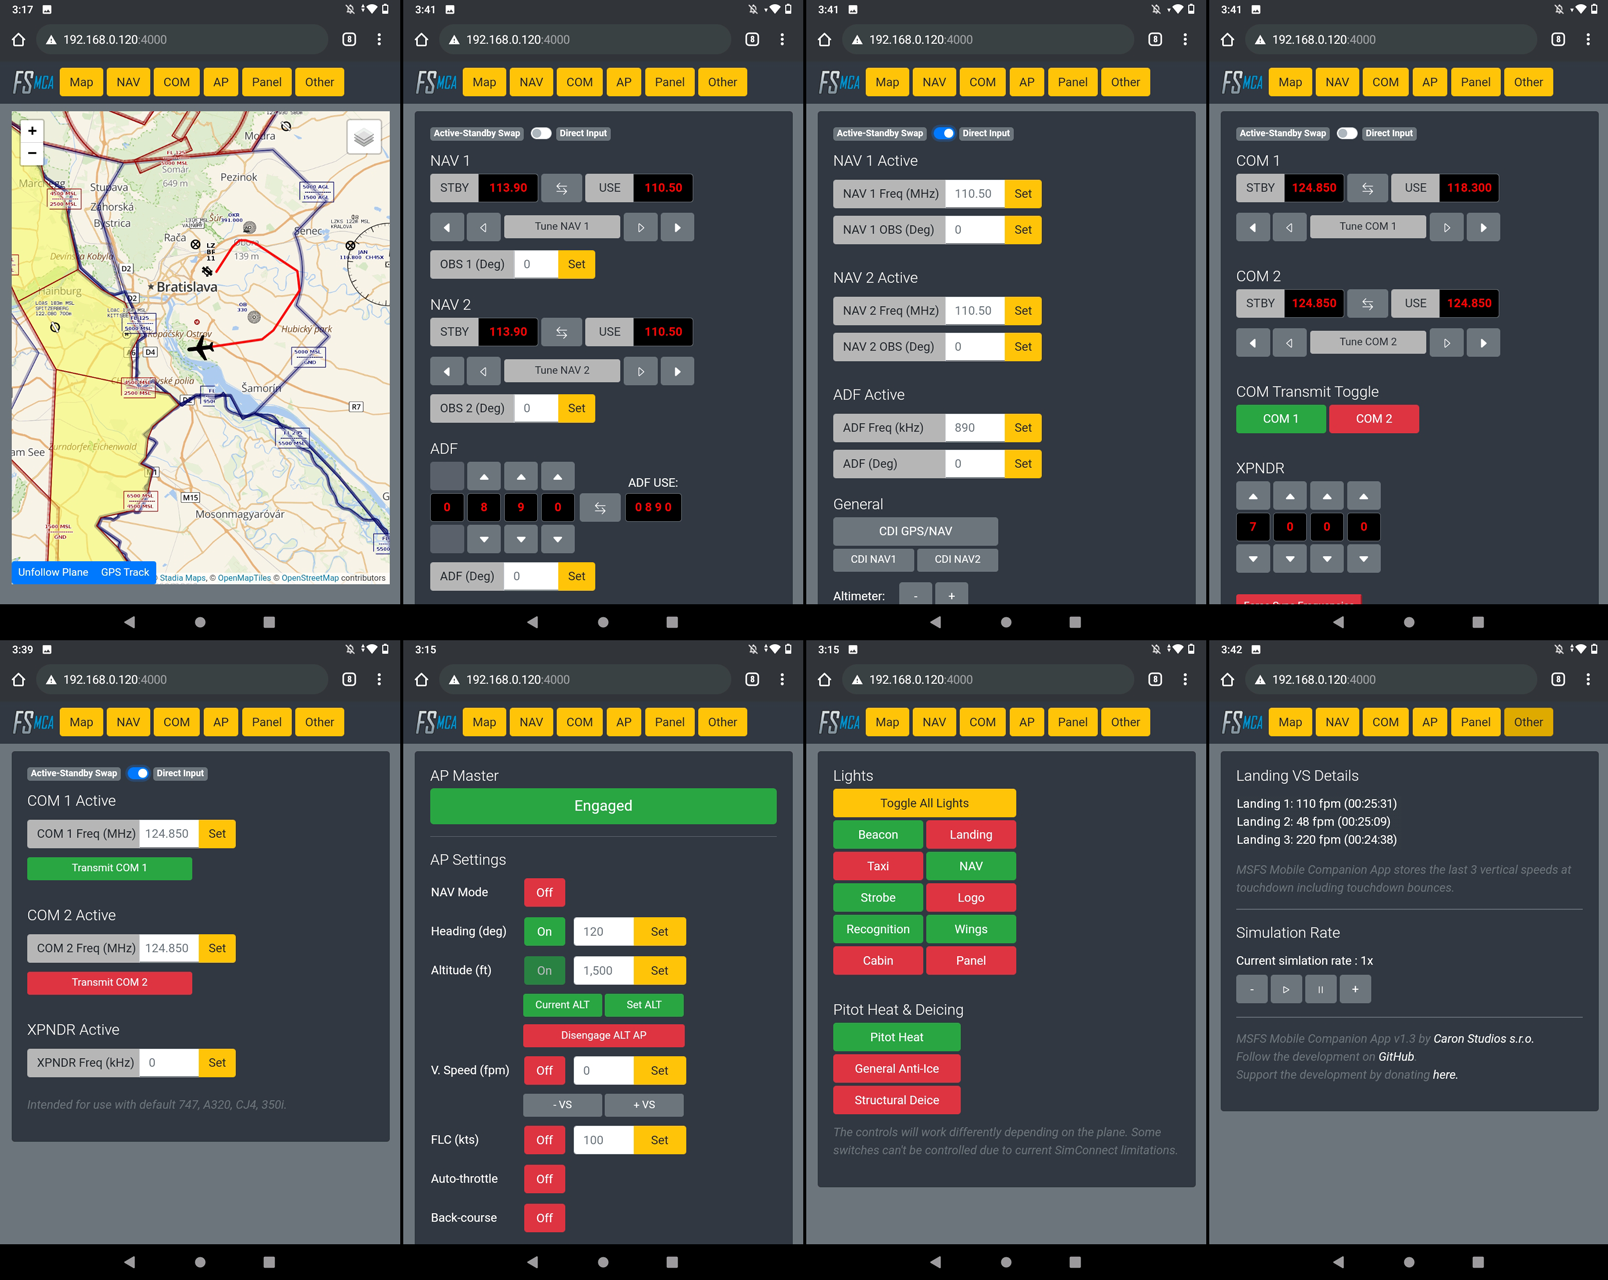 3:17
192.168.0.120:4000
8
FSMCA Map NAV COM AP Panel Other
+
−
Modra
Somár
649 m
Pezinok
Stupava
Záhorská
Bystrica
Rača
Senec
139 m
LZ
BF
11
Devínska Kobyla
D2
Bratislava
D2
Hainburg
Kopáčsky Ostrov
Hubický park
D4
Šamorín
R7
Zurndorfer Eichenwald
M15
Mosonmagyaróvár
Unfollow Plane GPS Track
Stadia Maps, © OpenMapTiles © OpenStreetMap contributors
3:41
192.168.0.120:4000
8
FSMCA Map NAV COM AP Panel Other
Active-Standby Swap Direct Input
NAV 1
STBY 113.90 USE 110.50
Tune NAV 1
OBS 1 (Deg) 0 Set
NAV 2
STBY 113.90 USE 110.50
Tune NAV 2
OBS 2 (Deg) 0 Set
ADF
ADF USE:
0 8 9 0 0890
ADF (Deg) 0 Set
3:41
192.168.0.120:4000
8
FSMCA Map NAV COM AP Panel Other
Active-Standby Swap Direct Input
NAV 1 Active
NAV 1 Freq (MHz) 110.50 Set
NAV 1 OBS (Deg) 0 Set
NAV 2 Active
NAV 2 Freq (MHz) 110.50 Set
NAV 2 OBS (Deg) 0 Set
ADF Active
ADF Freq (kHz) 890 Set
ADF (Deg) 0 Set
General
CDI GPS/NAV
CDI NAV1 CDI NAV2
Altimeter: - +
3:41
192.168.0.120:4000
8
FSMCA Map NAV COM AP Panel Other
Active-Standby Swap Direct Input
COM 1
STBY 124.850 USE 118.300
Tune COM 1
COM 2
STBY 124.850 USE 124.850
Tune COM 2
COM Transmit Toggle
COM 1 COM 2
XPNDR
7 0 0 0
3:39
192.168.0.120:4000
8
FSMCA Map NAV COM AP Panel Other
Active-Standby Swap Direct Input
COM 1 Active
COM 1 Freq (MHz) 124.850 Set
Transmit COM 1
COM 2 Active
COM 2 Freq (MHz) 124.850 Set
Transmit COM 2
XPNDR Active
XPNDR Freq (kHz) 0 Set
Intended for use with default 747, A320, CJ4, 350i.
3:15
192.168.0.120:4000
8
FSMCA Map NAV COM AP Panel Other
AP Master
Engaged
AP Settings
NAV Mode Off
Heading (deg) On 120 Set
Altitude (ft) On 1,500 Set
Current ALT Set ALT
Disengage ALT AP
V. Speed (fpm) Off 0 Set
- VS + VS
FLC (kts) Off 100 Set
Auto-throttle Off
Back-course Off
3:15
192.168.0.120:4000
8
FSMCA Map NAV COM AP Panel Other
Lights
Toggle All Lights
Beacon Landing
Taxi NAV
Strobe Logo
Recognition Wings
Cabin Panel
Pitot Heat & Deicing
Pitot Heat
General Anti-Ice
Structural Deice
The controls will work differently depending on the plane. Some
switches can't be controlled due to current SimConnect limitations.
3:42
192.168.0.120:4000
8
FSMCA Map NAV COM AP Panel Other
Landing VS Details
Landing 1: 110 fpm (00:25:31)
Landing 2: 48 fpm (00:25:09)
Landing 3: 220 fpm (00:24:38)
MSFS Mobile Companion App stores the last 3 vertical speeds at
touchdown including touchdown bounces.
Simulation Rate
Current simlation rate : 1x
- +
MSFS Mobile Companion App v1.3 by Caron Studios s.r.o.
Follow the development on GitHub.
Support the development by donating here.